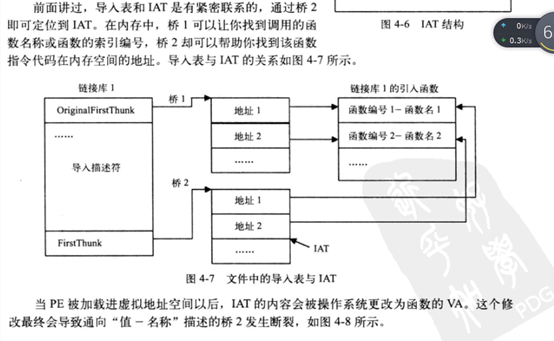 前面讲过，导入表和 IAT 是有紧密联系的，通过桥 2
即可定位到 IAT。在内存中，桥 1 可以让你找到调用的函
数名称或函数的索引编号，桥 2 却可以帮助你找到该函数
指令代码在内存空间的地址。导入表与 IAT 的关系如图 4-7 所示。
图 4-6 IAT 结构
0K/s
0.3K/s
6
链接库 1
桥 1
链接库 1 的引入函数
OriginalFirstThunk
地址 1
函数编号 1－函数名 1
……
地址 2
函数编号 2－函数名 2
……
……
导入描述符
桥 2
地址 1
地址 2
FirstThunk
……
IAT
图 4-7 文件中的导入表与 IAT
当 PE 被加载进虚拟地址空间以后，IAT 的内容会被操作系统更改为函数的 VA。这个修
改最终会导致通向“值－名称”描述的桥 2 发生断裂，如图 4-8 所示。
PDG